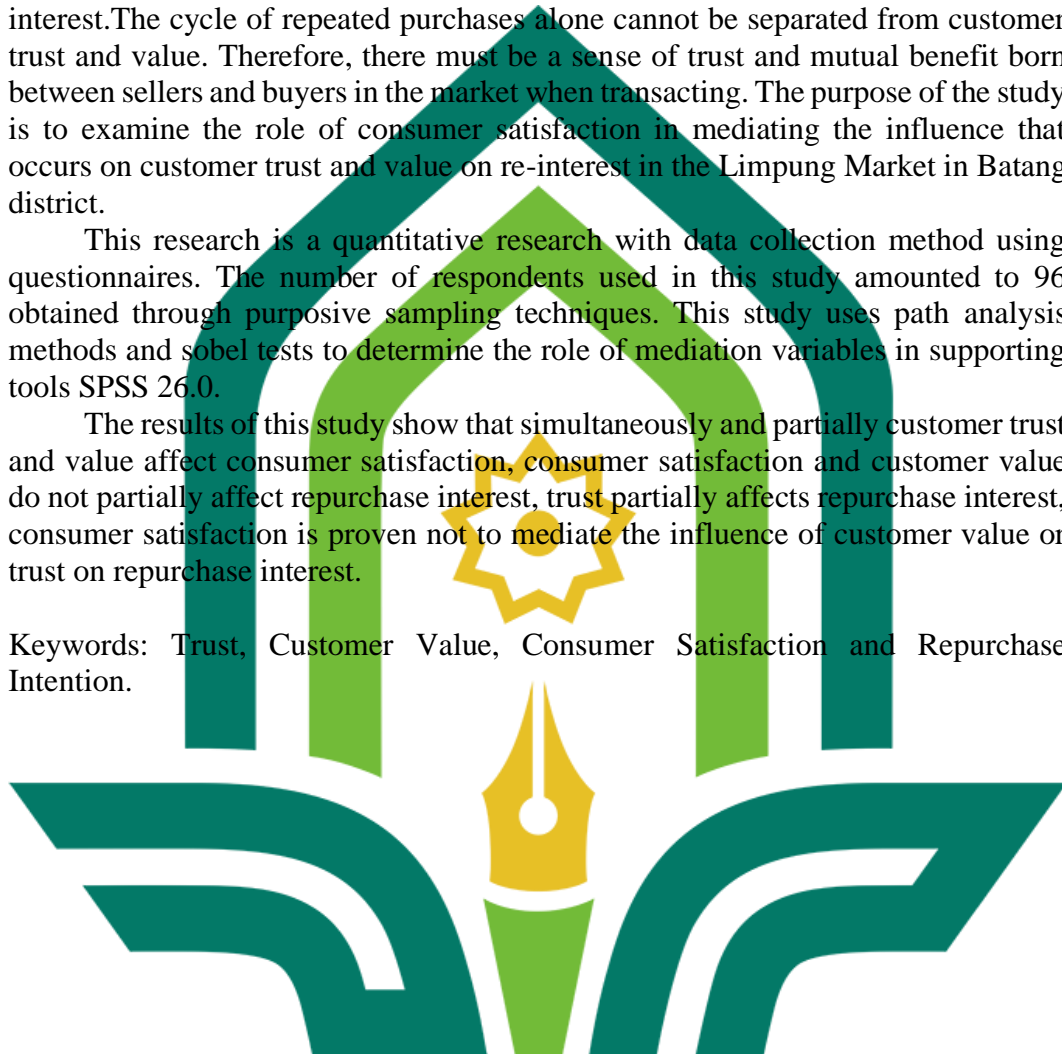 interest.The cycle of repeated purchases alone cannot be separated from customer
trust and value. Therefore, there must be a sense of trust and mutual benefit born
between sellers and buyers in the market when transacting. The purpose of the study
is to examine the role of consumer satisfaction in mediating the influence that
occurs on customer trust and value on re-interest in the Limpung Market in Batang
district.
This research is a quantitative research with data collection method using
questionnaires. The number of respondents used in this study amounted to 96
obtained through purposive sampling techniques. This study uses path analysis
methods and sobel tests to determine the role of mediation variables in supporting
tools SPSS 26.0.
The results of this study show that simultaneously and partially customer trust
and value affect consumer satisfaction, consumer satisfaction and customer value
do not partially affect repurchase interest, trust partially affects repurchase interest,
consumer satisfaction is proven not to mediate the influence of customer value or
trust on repurchase interest.
Keywords: Trust, Customer Value, Consumer Satisfaction and Repurchase
Intention.